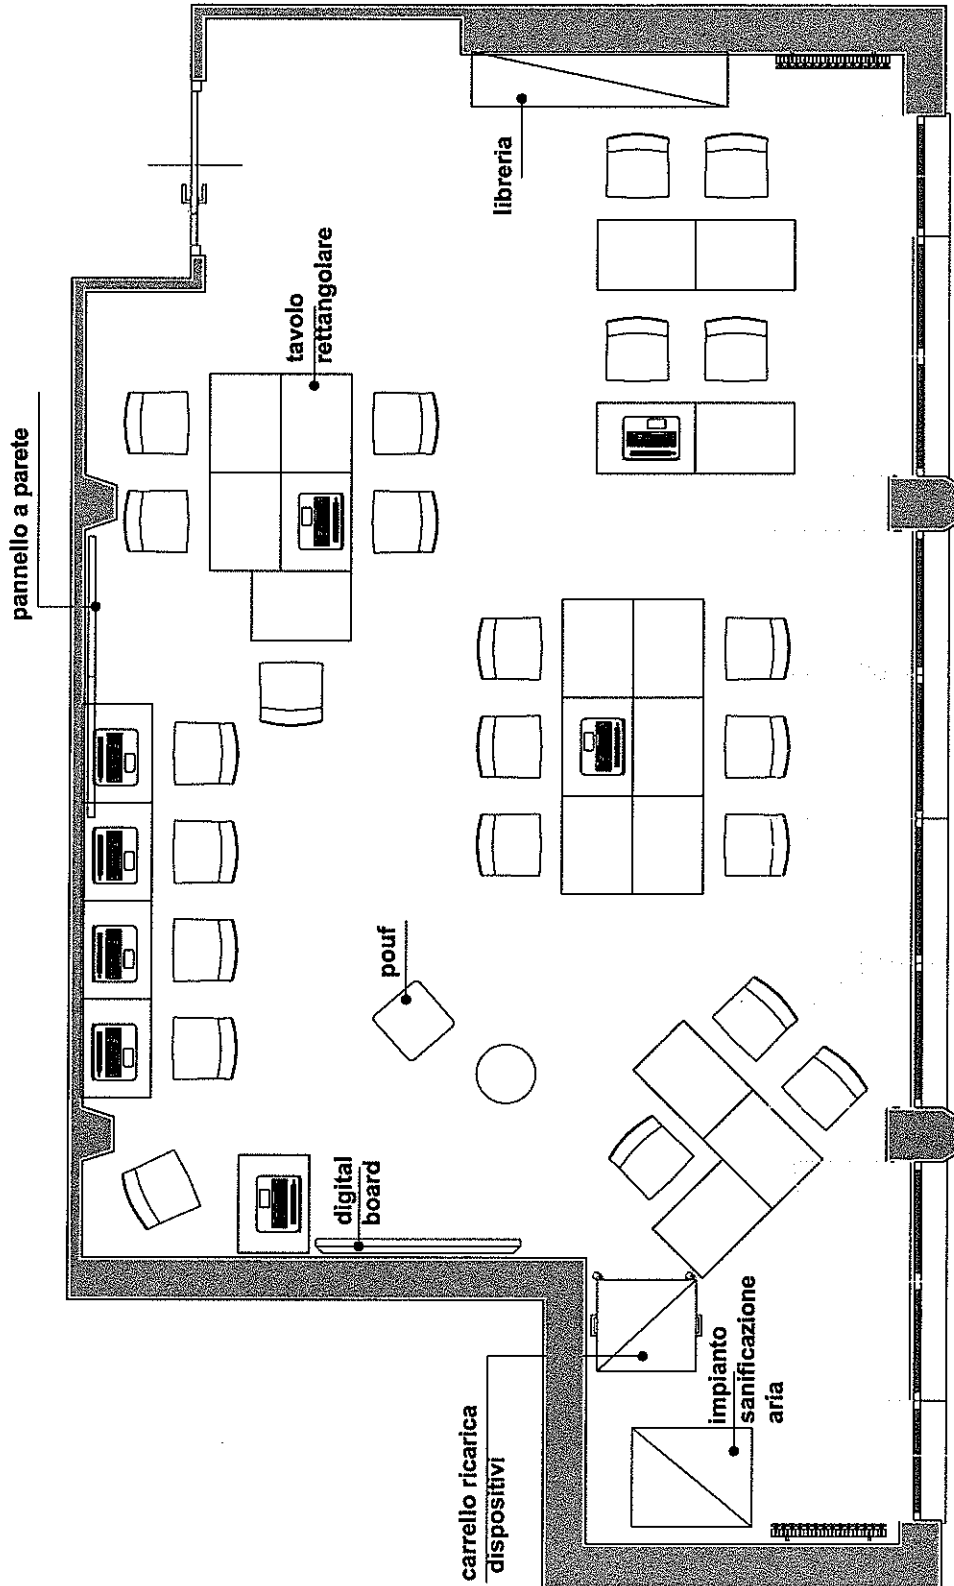 pannello a parete
tavolo
rettangolare
libreria
pouf
digital
board
carrello ricarica
dispositivi
impianto
sanificazione
aria